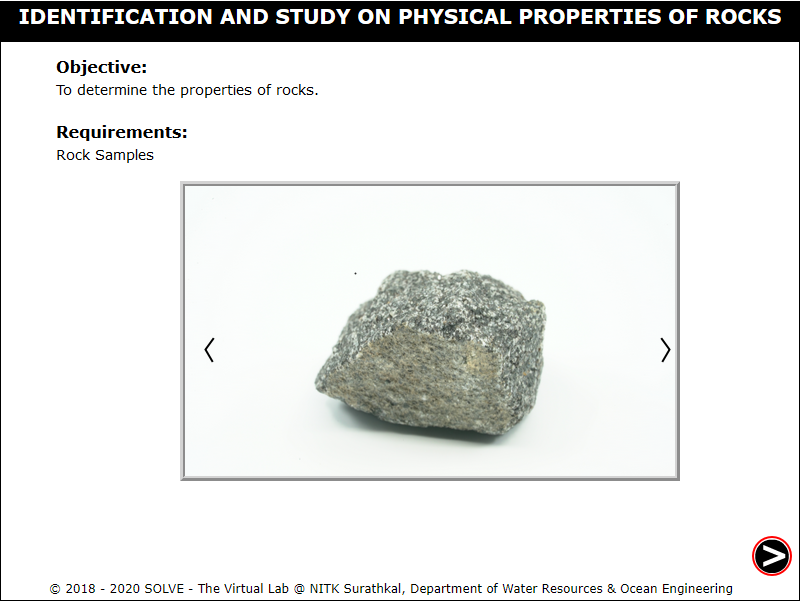 IDENTIFICATION AND STUDY ON PHYSICAL PROPERTIES OF ROCKS
Objective:
To determine the properties of rocks.
Requirements:
Rock Samples
© 2018 - 2020 SOLVE - The Virtual Lab @ NITK Surathkal, Department of Water Resources & Ocean Engineering